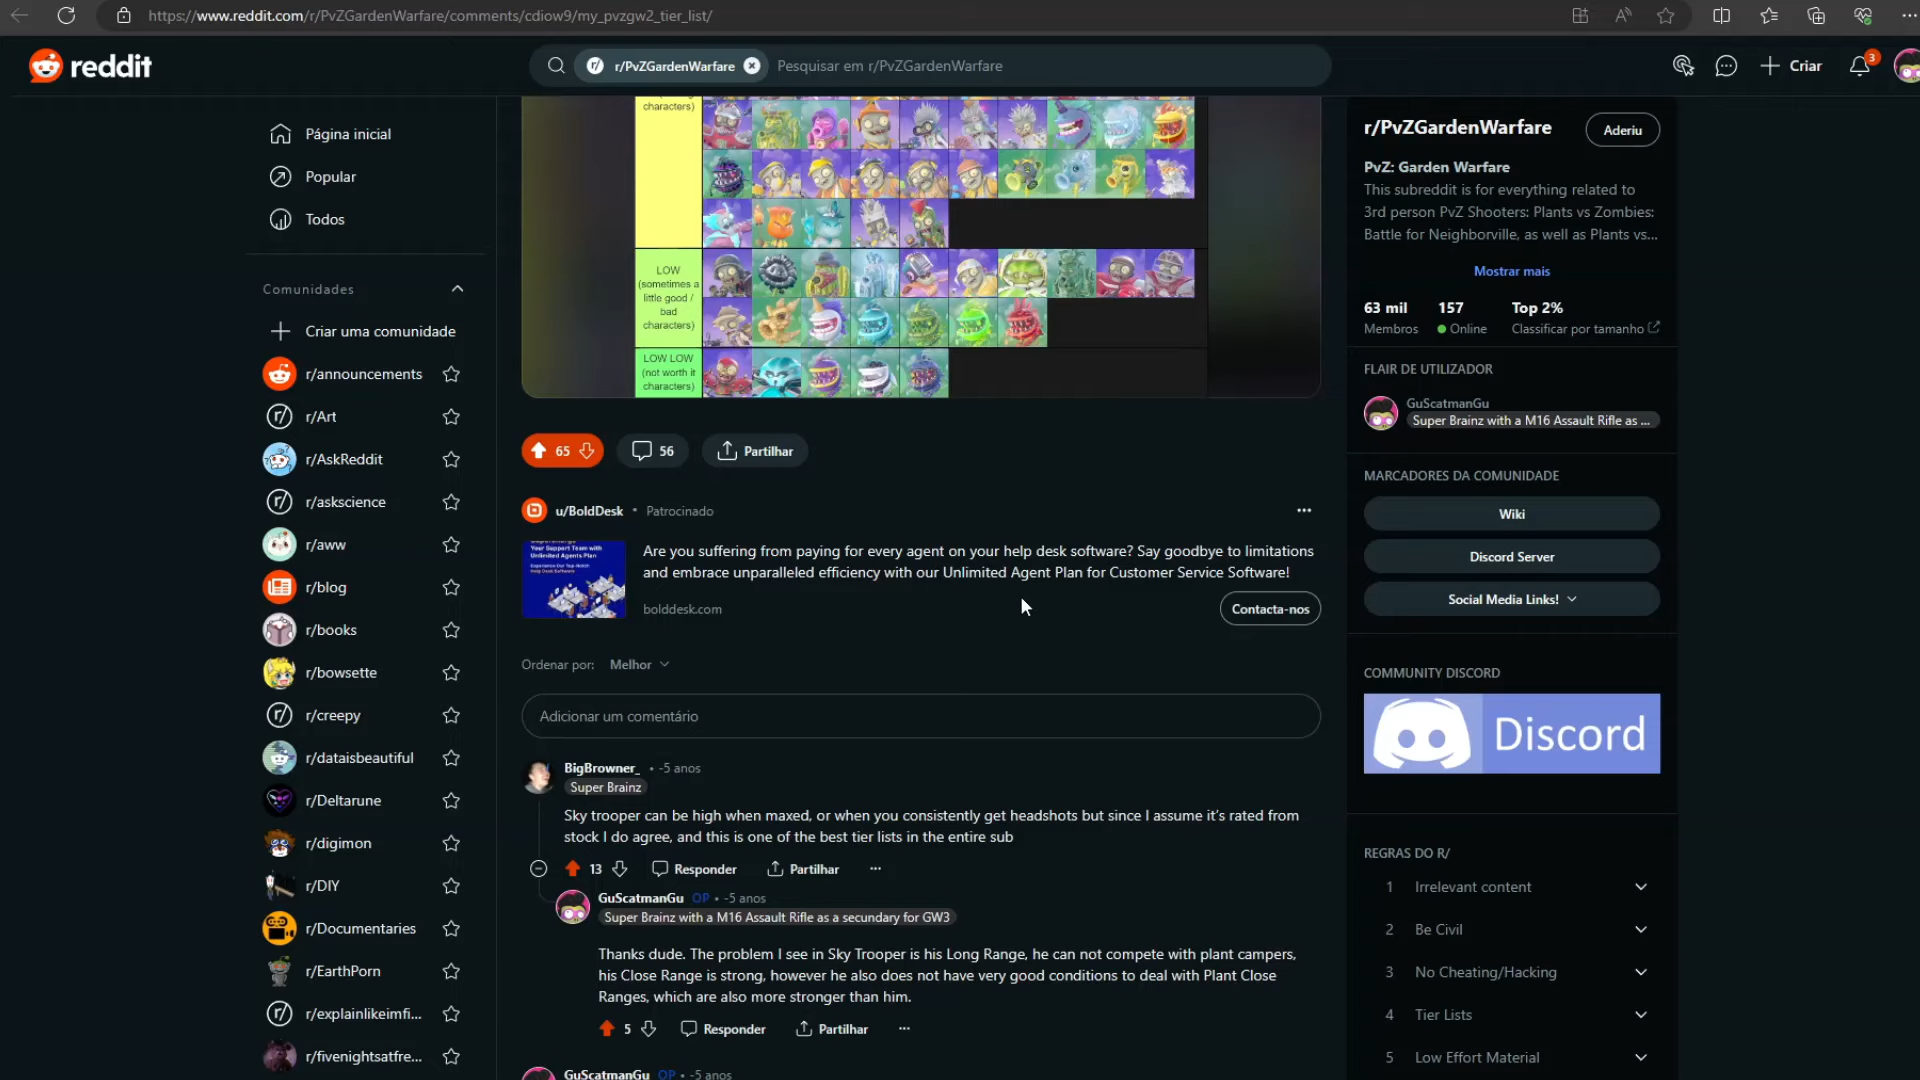 https://www.reddit.com/r/PvZGardenWarfare/comments/cdiow9/my_pvzgw2_tier_list/
reddit
r/PvZGardenWarfare
Pesquisar em r/PvZGardenWarfare
Criar
3
Página inicial
Popular
Todos
Comunidades
Criar uma comunidade
r/announcements
r/Art
r/AskReddit
r/askscience
r/aww
r/blog
r/books
r/bowsette
r/creepy
r/dataisbeautiful
r/Deltarune
r/digimon
r/DIY
r/Documentaries
r/EarthPorn
r/explainlikeimfi...
r/fivenightsatfre...
characters)
LOW
(sometimes a
little good /
bad
characters)
LOW LOW
(not worth it
characters)
65
56
Partilhar
u/BoldDesk • Patrocinado
Your Support Team with
Unlimited Agents Plan
Experience Our Top-Notch
Help Desk Software
Are you suffering from paying for every agent on your help desk software? Say goodbye to limitations
and embrace unparalleled efficiency with our Unlimited Agent Plan for Customer Service Software!
bolddesk.com
Contacta-nos
Ordenar por: Melhor
Adicionar um comentário
BigBrowner_ • -5 anos
Super Brainz
Sky trooper can be high when maxed, or when you consistently get headshots but since I assume it's rated from
stock I do agree, and this is one of the best tier lists in the entire sub
13
Responder
Partilhar
GuScatmanGu OP • -5 anos
Super Brainz with a M16 Assault Rifle as a secundary for GW3
Thanks dude. The problem I see in Sky Trooper is his Long Range, he can not compete with plant campers,
his Close Range is strong, however he also does not have very good conditions to deal with Plant Close
Ranges, which are also more stronger than him.
5
Responder
Partilhar
GuScatmanGu OP • -5 anos
r/PvZGardenWarfare
Aderiu
PvZ: Garden Warfare
This subreddit is for everything related to
3rd person PvZ Shooters: Plants vs Zombies:
Battle for Neighborville, as well as Plants vs...
Mostrar mais
63 mil
157
Top 2%
Membros
Online
Classificar por tamanho
FLAIR DE UTILIZADOR
GuScatmanGu
Super Brainz with a M16 Assault Rifle as ...
MARCADORES DA COMUNIDADE
Wiki
Discord Server
Social Media Links!
COMMUNITY DISCORD
Discord
REGRAS DO R/
1 Irrelevant content
2 Be Civil
3 No Cheating/Hacking
4 Tier Lists
5 Low Effort Material